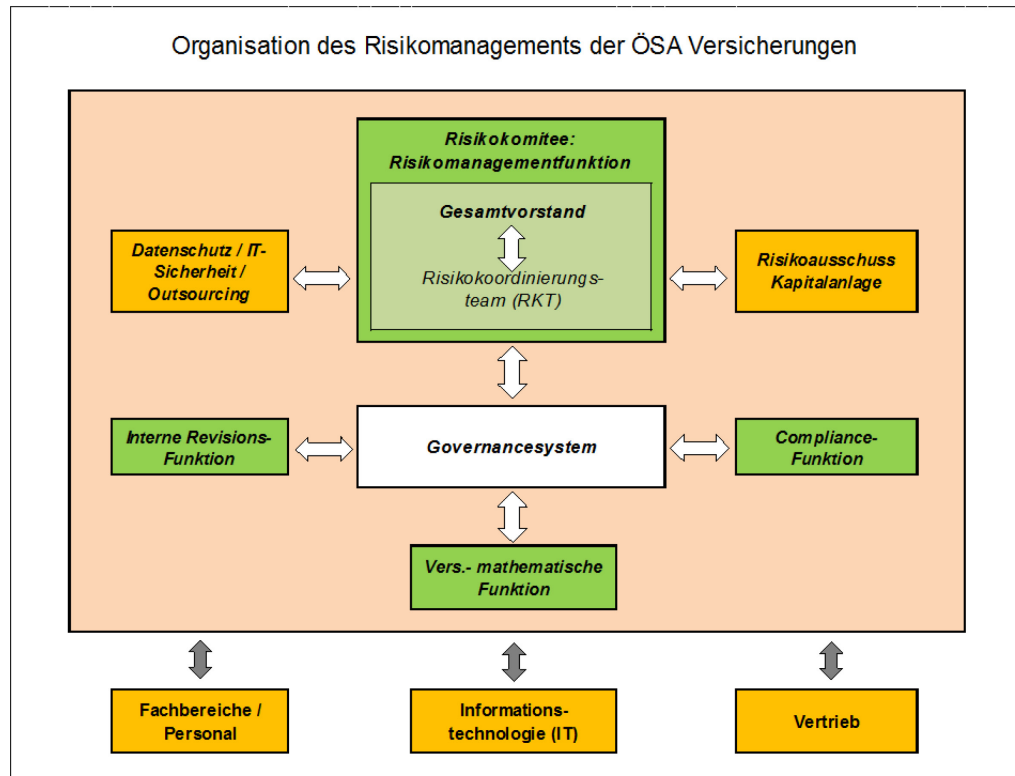 Organisation des Risikomanagements der ÖSA Versicherungen
Risikokomitee:
Risikomanagementfunktion
Gesamtvorstand
Risikokoordinierungs-
team (RKT)
Datenschutz / IT-
Sicherheit /
Outsourcing
Risikoausschuss
Kapitalanlage
Interne Revisions-
Funktion
Governancesystem
Compliance-
Funktion
Vers.- mathematische
Funktion
Fachbereiche /
Personal
Informations-
technologie (IT)
Vertrieb